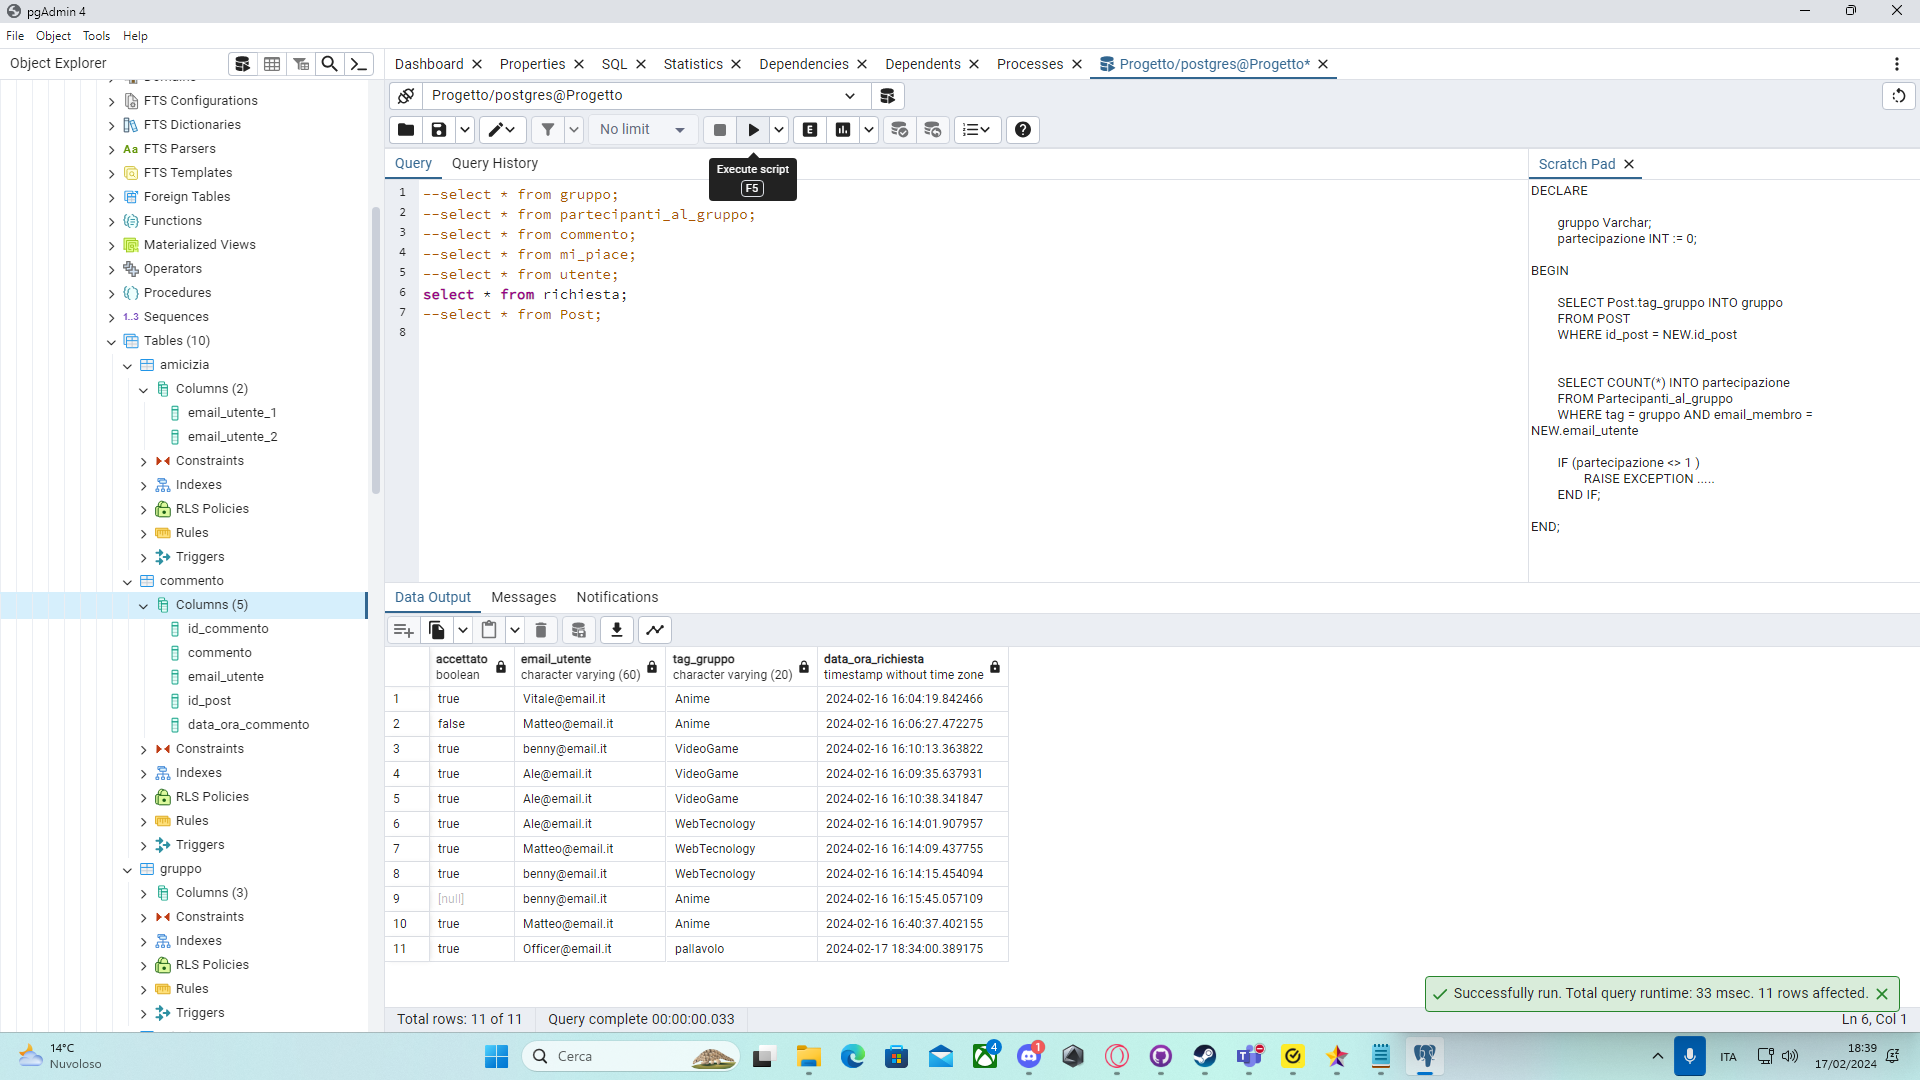 pgAdmin 4
File Object Tools Help
Object Explorer
Dashboard Properties SQL Statistics Dependencies Dependents Processes Progetto/postgres@Progetto*
Progetto/postgres@Progetto
No limit
Execute script
F5
Query Query History
Scratch Pad
Domains
FTS Configurations
FTS Dictionaries
FTS Parsers
FTS Templates
Foreign Tables
Functions
Materialized Views
Operators
Procedures
1..3 Sequences
Tables (10)
amicizia
Columns (2)
email_utente_1
email_utente_2
Constraints
Indexes
RLS Policies
Rules
Triggers
commento
Columns (5)
id_commento
commento
email_utente
id_post
data_ora_commento
Constraints
Indexes
RLS Policies
Rules
Triggers
gruppo
Columns (3)
Constraints
Indexes
RLS Policies
Rules
Triggers
1 --select * from gruppo;
2 --select * from partecipanti_al_gruppo;
3 --select * from commento;
4 --select * from mi_piace;
5 --select * from utente;
6 select * from richiesta;
7 --select * from Post;
8
DECLARE
gruppo Varchar;
partecipazione INT := 0;
BEGIN
SELECT Post.tag_gruppo INTO gruppo
FROM POST
WHERE id_post = NEW.id_post
SELECT COUNT(*) INTO partecipazione
FROM Partecipanti_al_gruppo
WHERE tag = gruppo AND email_membro =
NEW.email_utente
IF (partecipazione <> 1 )
RAISE EXCEPTION .....
END IF;
END;
Data Output Messages Notifications
accettato email_utente tag_gruppo data_ora_richiesta
boolean character varying (60) character varying (20) timestamp without time zone
1 true Vitale@email.it Anime 2024-02-16 16:04:19.842466
2 false Matteo@email.it Anime 2024-02-16 16:06:27.472275
3 true benny@email.it VideoGame 2024-02-16 16:10:13.363822
4 true Ale@email.it VideoGame 2024-02-16 16:09:35.637931
5 true Ale@email.it VideoGame 2024-02-16 16:10:38.341847
6 true Ale@email.it WebTecnology 2024-02-16 16:14:01.907957
7 true Matteo@email.it WebTecnology 2024-02-16 16:14:09.437755
8 true benny@email.it WebTecnology 2024-02-16 16:14:15.454094
9 [null] benny@email.it Anime 2024-02-16 16:15:45.057109
10 true Matteo@email.it Anime 2024-02-16 16:40:37.402155
11 true Officer@email.it pallavolo 2024-02-17 18:34:00.389175
Successfully run. Total query runtime: 33 msec. 11 rows affected.
Total rows: 11 of 11 Query complete 00:00:00.033 Ln 6, Col 1
14°C
Nuvoloso
Cerca
4
1
ITA
18:39
17/02/2024